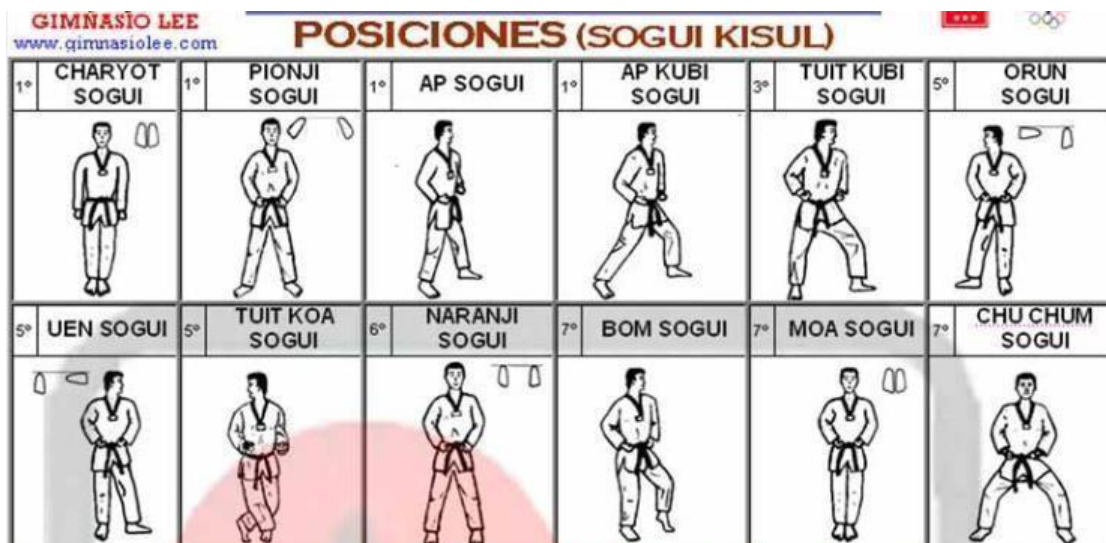 GIMNASIO LEE
www.gimnasiolee.com
POSICIONES (SOGUI KISUL)
1° CHARYOT SOGUI
1° PIONJI SOGUI
1° AP SOGUI
1° AP KUBI SOGUI
3° TUIT KUBI SOGUI
5° ORUN SOGUI
5° UEN SOGUI
5° TUIT KOA SOGUI
6° NARANJI SOGUI
7° BOM SOGUI
7° MOA SOGUI
7° CHU CHUM SOGUI